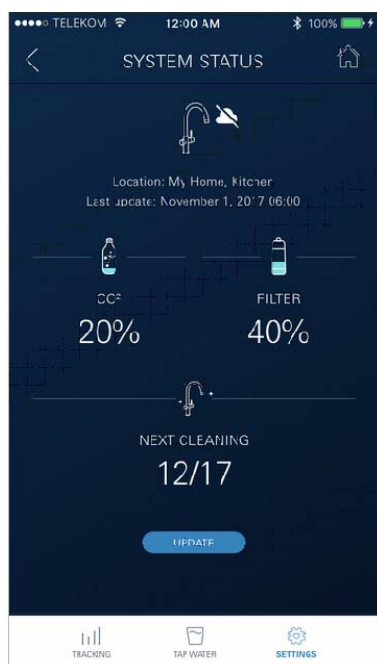 TELEKOM 12:00 AM 100%
SYSTEM STATUS
Location: My Home, Kitchen
Last update: November 1, 2017 06:00
CO² FILTER
20% 40%
NEXT CLEANING
12/17
UPDATE
TRACKING TAP WATER SETTINGS